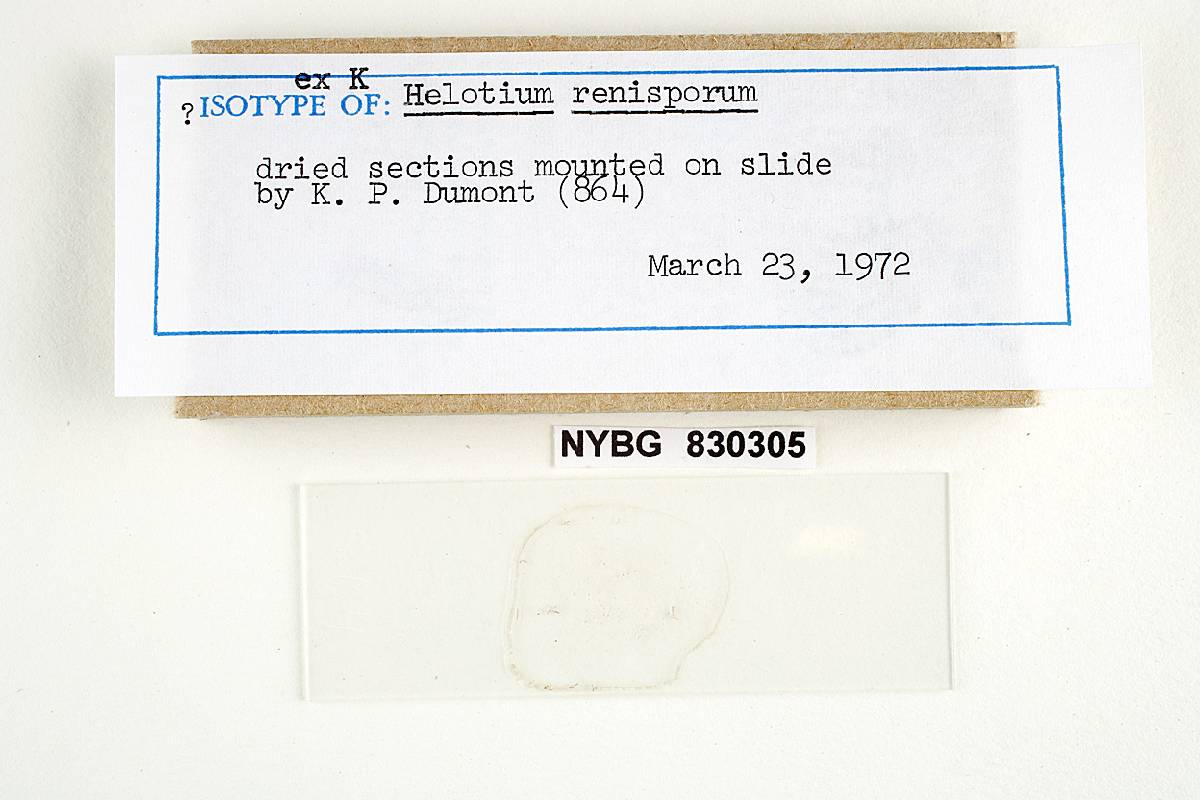 ex K
?ISOTYPE OF: Helotium renisporum
dried sections mounted on slide
by K. P. Dumont (864)
March 23, 1972
NYBG 830305